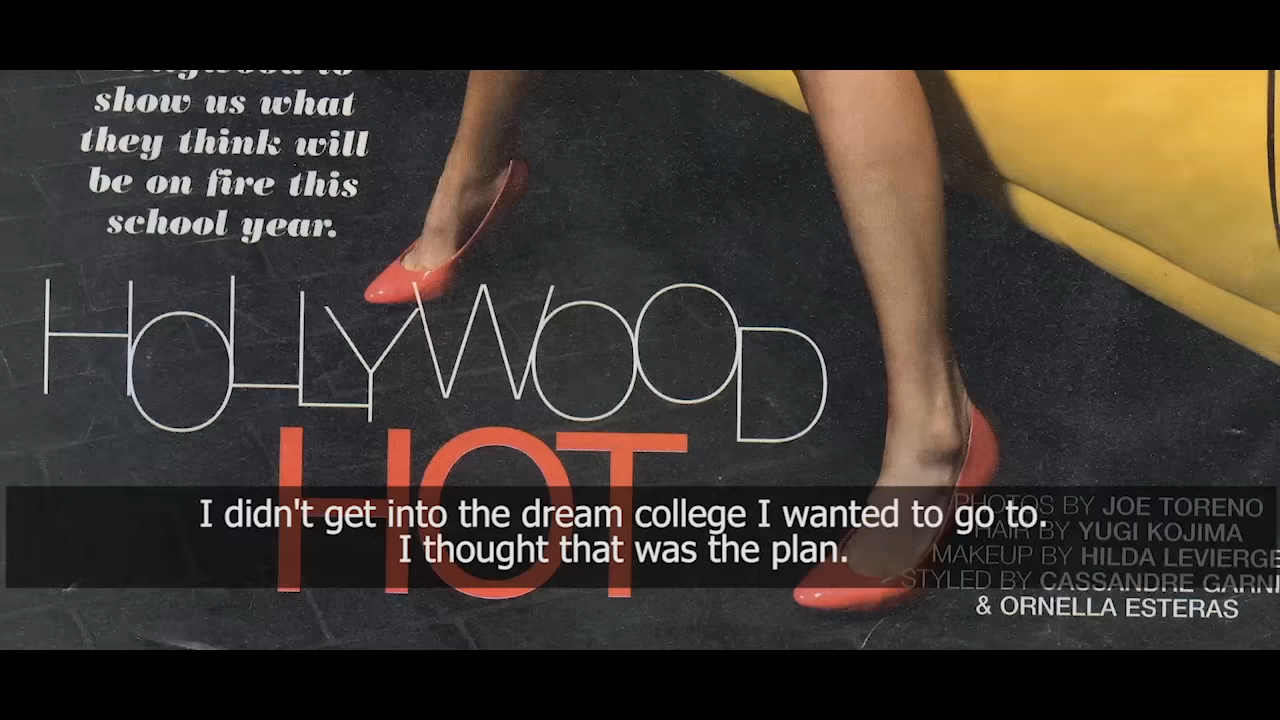 show us what
they think will
be on fire this
school year.
HOLLYWOOD
HOT
PHOTOS BY JOE TORENO
HAIR BY YUGI KOJIMA
MAKEUP BY HILDA LEVIERGE
STYLED BY CASSANDRE GARNI
& ORNELLA ESTERAS
I didn't get into the dream college I wanted to go to.
I thought that was the plan.